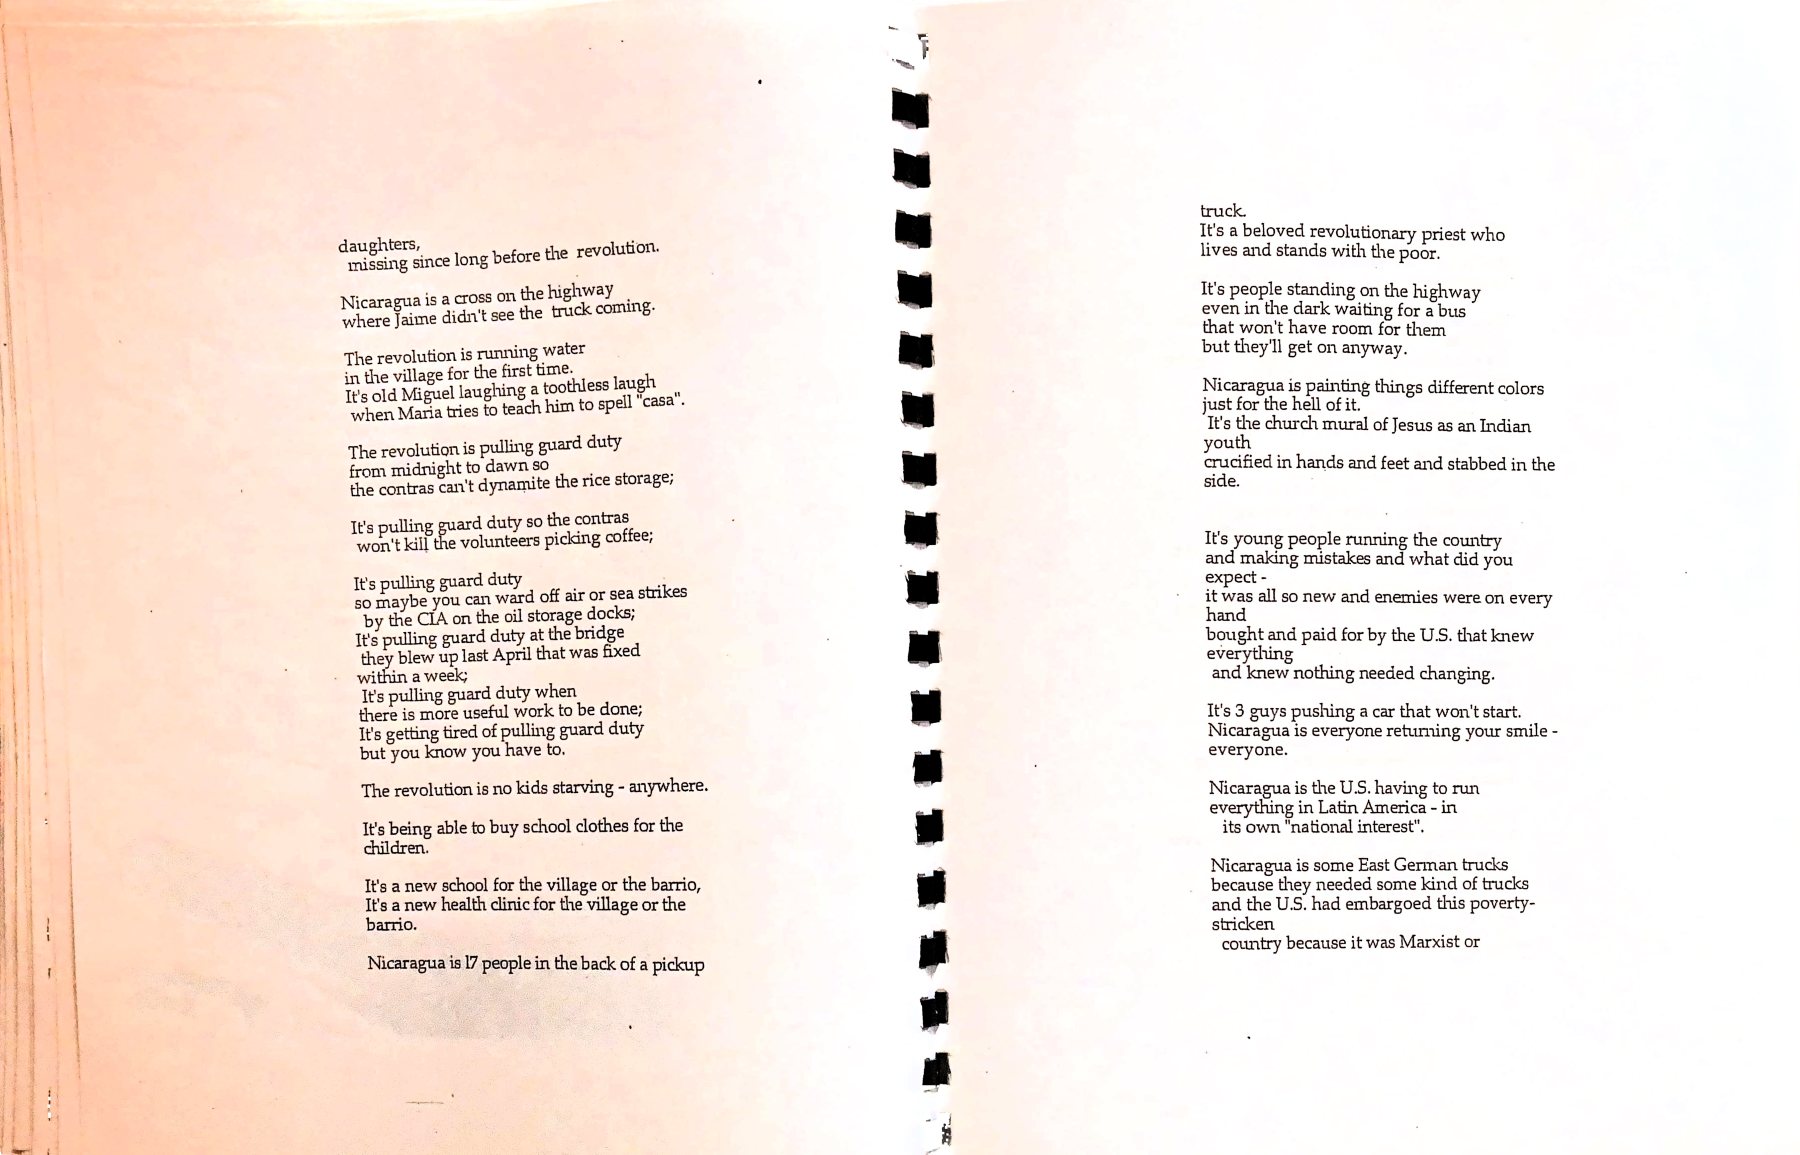 daughters,
missing since long before the revolution.
Nicaragua is a cross on the highway
where Jaime didn't see the truck coming.
The revolution is running water
in the village for the first time.
It's old Miguel laughing a toothless laugh
when Maria tries to teach him to spell "casa".
The revolution is pulling guard duty
from midnight to dawn so
the contras can't dynamite the rice storage;
It's pulling guard duty so the contras
won't kill the volunteers picking coffee;
It's pulling guard duty
so maybe you can ward off air or sea strikes
by the CIA on the oil storage docks;
It's pulling guard duty at the bridge
they blew up last April that was fixed
within a week;
It's pulling guard duty when
there is more useful work to be done;
It's getting tired of pulling guard duty
but you know you have to.
The revolution is no kids starving - anywhere.
It's being able to buy school clothes for the
children.
It's a new school for the village or the barrio,
It's a new health clinic for the village or the
barrio.
Nicaragua is 17 people in the back of a pickup
truck.
It's a beloved revolutionary priest who
lives and stands with the poor.
It's people standing on the highway
even in the dark waiting for a bus
that won't have room for them
but they'll get on anyway.
Nicaragua is painting things different colors
just for the hell of it.
It's the church mural of Jesus as an Indian
youth
crucified in hands and feet and stabbed in the
side.
It's young people running the country
and making mistakes and what did you
expect -
it was all so new and enemies were on every
hand
bought and paid for by the U.S. that knew
everything
and knew nothing needed changing.
It's 3 guys pushing a car that won't start.
Nicaragua is everyone returning your smile -
everyone.
Nicaragua is the U.S. having to run
everything in Latin America - in
its own "national interest".
Nicaragua is some East German trucks
because they needed some kind of trucks
and the U.S. had embargoed this poverty-
stricken
country because it was Marxist or